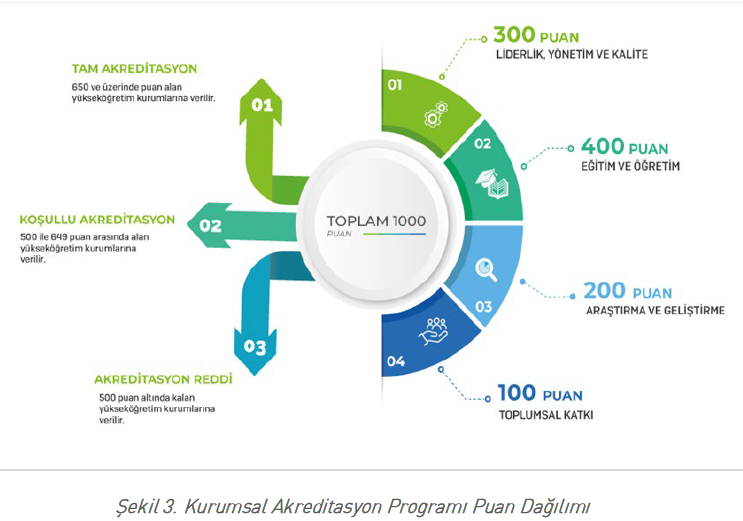 TAM AKREDİTASYON
650 ve üzerinde puan alan
yükseköğretim kurumlarına verilir.
01
KOŞULLU AKREDİTASYON
500 ile 649 puan arasında alan
yükseköğretim kurumlarına
verilir.
02
AKREDİTASYON REDDİ
500 puan altında kalan
yükseköğretim kurumlarına
verilir.
03
TOPLAM 1000
PUAN
01
300 PUAN
LİDERLİK, YÖNETİM VE KALİTE
02
400 PUAN
EĞİTİM VE ÖĞRETİM
03
200 PUAN
ARAŞTIRMA VE GELİŞTİRME
04
100 PUAN
TOPLUMSAL KATKI
Şekil 3. Kurumsal Akreditasyon Programı Puan Dağılımı